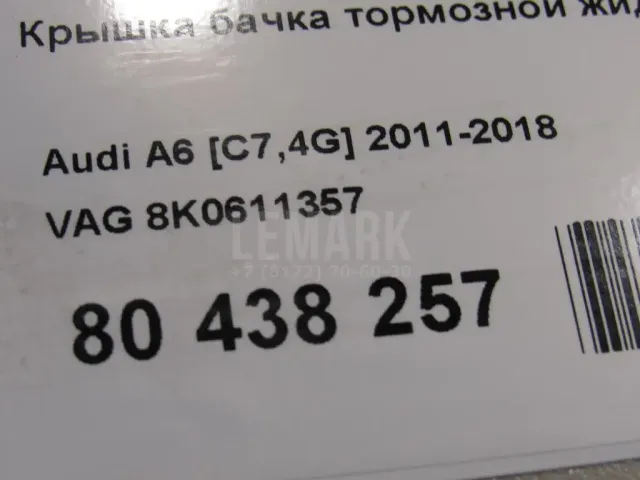 Крышка бачка тормозной
Audi A6 [C7,4G] 2011-2018
VAG 8K0611357
LEMARK
80 438 257